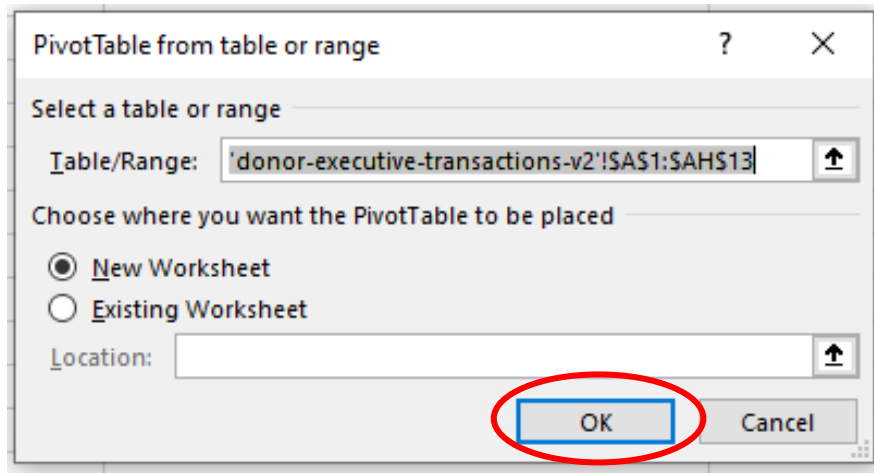 PivotTable from table or range ? ×
Select a table or range
Table/Range: 'donor-executive-transactions-v2'!$A$1:$AH$13
Choose where you want the PivotTable to be placed
New Worksheet
Existing Worksheet
Location:
OK Cancel